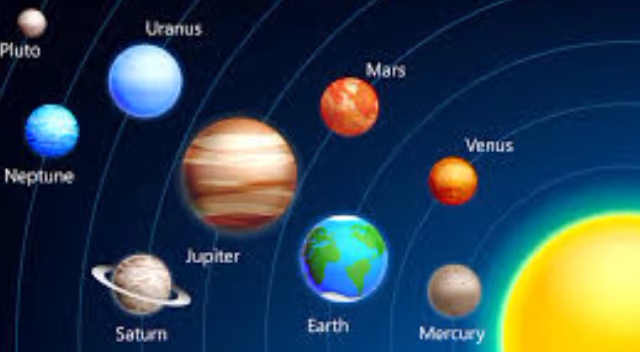 Pluto
Uranus
Mars
Venus
Neptune
Jupiter
Saturn
Earth
Mercury